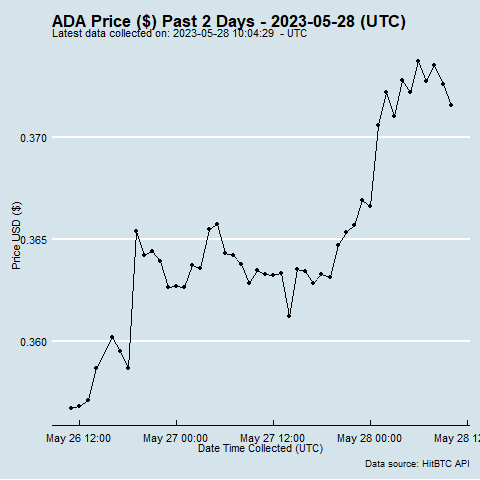 ADA Price ($) Past 2 Days - 2023-05-28 (UTC)
Latest data collected on: 2023-05-28 10:04:29 - UTC
Price USD ($)
0.370
0.365
0.360
May 26 12:00 May 27 00:00 May 27 12:00 May 28 00:00 May 28 12
Date Time Collected (UTC)
Data source: HitBTC API